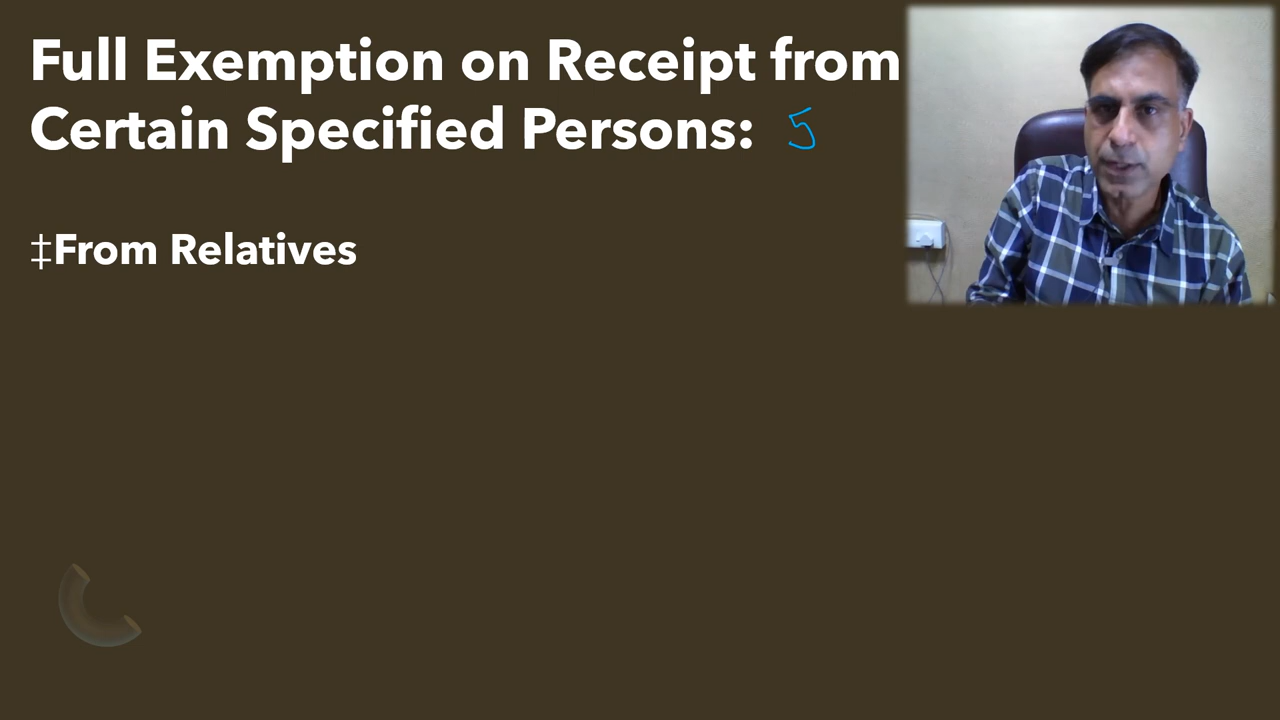 Full Exemption on Receipt from
Certain Specified Persons: 5
‡From Relatives